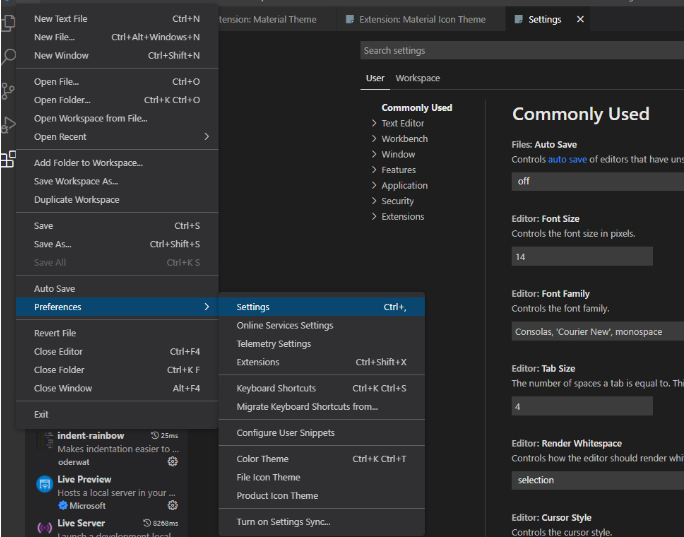 New Text File Ctrl+N
New File... Ctrl+Alt+Windows+N
New Window Ctrl+Shift+N
Open File... Ctrl+O
Open Folder... Ctrl+K Ctrl+O
Open Workspace from File...
Open Recent
Add Folder to Workspace...
Save Workspace As...
Duplicate Workspace
Save Ctrl+S
Save As... Ctrl+Shift+S
Save All Ctrl+K S
Auto Save
Preferences
Revert File
Close Editor Ctrl+F4
Close Folder Ctrl+K F
Close Window Alt+F4
Exit
Settings Ctrl+,
Online Services Settings
Telemetry Settings
Extensions Ctrl+Shift+X
Keyboard Shortcuts Ctrl+K Ctrl+S
Migrate Keyboard Shortcuts from...
Configure User Snippets
Color Theme Ctrl+K Ctrl+T
File Icon Theme
Product Icon Theme
Turn on Settings Sync...
indent-rainbow 25ms
Makes indentation easier to ...
oderwat
Live Preview
Hosts a local server in your ...
Microsoft
Live Server 8268ms
Launch a development local
tension: Material Theme
Extension: Material Icon Theme
Settings
Search settings
User Workspace
Commonly Used
Text Editor
Workbench
Window
Features
Application
Security
Extensions
Commonly Used
Files: Auto Save
Controls auto save of editors that have uns
off
Editor: Font Size
Controls the font size in pixels.
14
Editor: Font Family
Controls the font family.
Consolas, 'Courier New', monospace
Editor: Tab Size
The number of spaces a tab is equal to. Thi
4
Editor: Render Whitespace
Controls how the editor should render whit
selection
Editor: Cursor Style
Controls the cursor style.